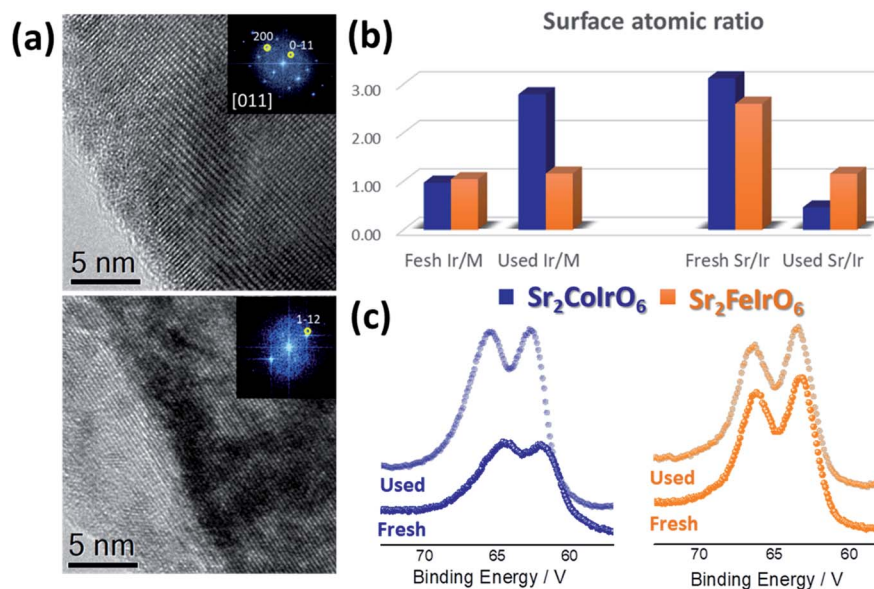 (a)
200
0-11
[011]
5 nm
1-12
5 nm
(b)
Surface atomic ratio
3.00
2.00
1.00
0.00
Fesh Ir/M
Used Ir/M
Fresh Sr/Ir
Used Sr/Ir
Sr₂CoIrO₆
Sr₂FeIrO₆
(c)
Used
Fresh
70
65
60
Binding Energy / V
Used
Fresh
70
65
60
Binding Energy / V